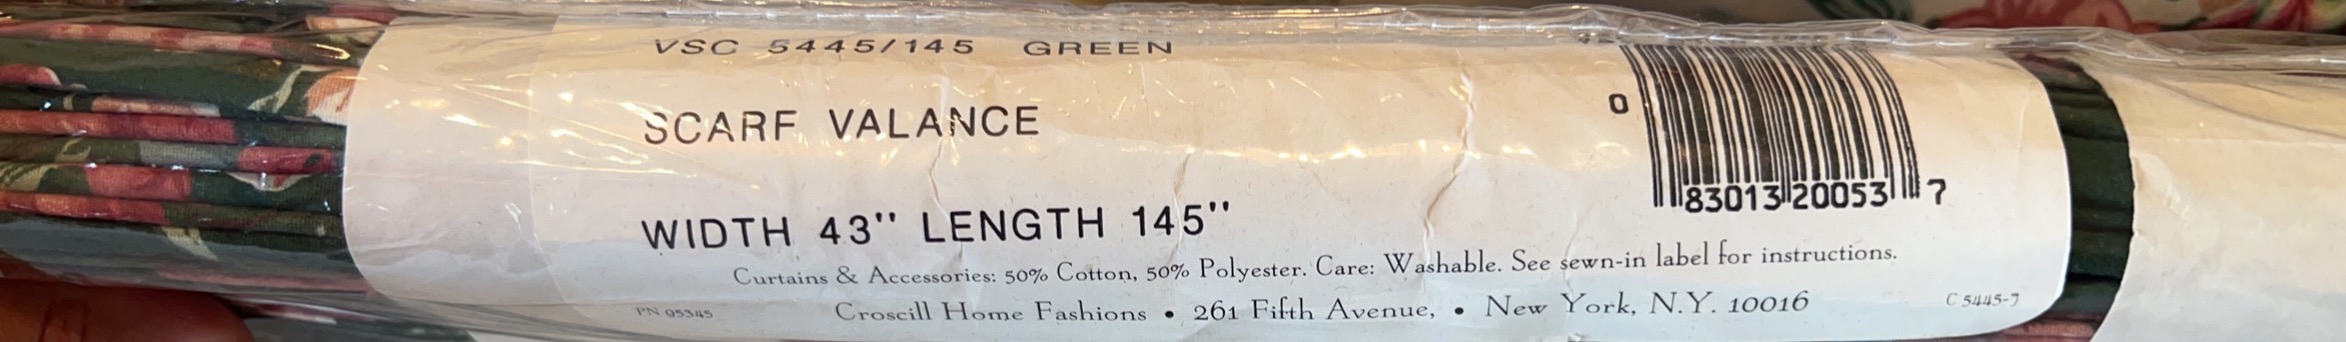 VSC 5445/145 GREEN
SCARF VALANCE
WIDTH 43" LENGTH 145"
0 83013 20053 7
Curtains & Accessories: 50% Cotton, 50% Polyester. Care: Washable. See sewn-in label for instructions.
PN 05345
Croscill Home Fashions • 261 Fifth Avenue, • New York, N.Y. 10016
C 5445-7